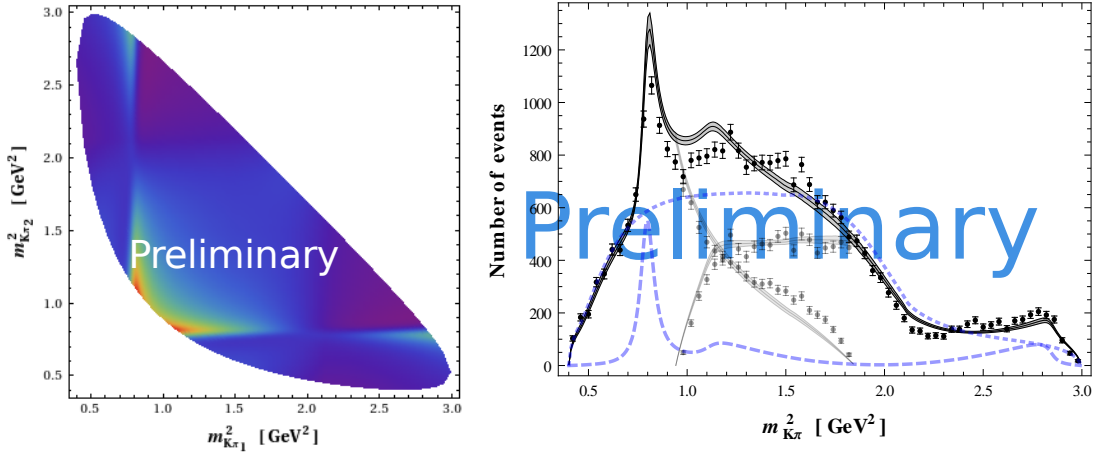 3.0
2.5
2.0
1.5
1.0
0.5
m²Kπ₂ [GeV²]
Preliminary
0.5 1.0 1.5 2.0 2.5 3.0
m²Kπ₁ [GeV²]
1200
1000
800
600
400
200
0
Number of events
Preliminary
0.5 1.0 1.5 2.0 2.5 3.0
m²Kπ [GeV²]